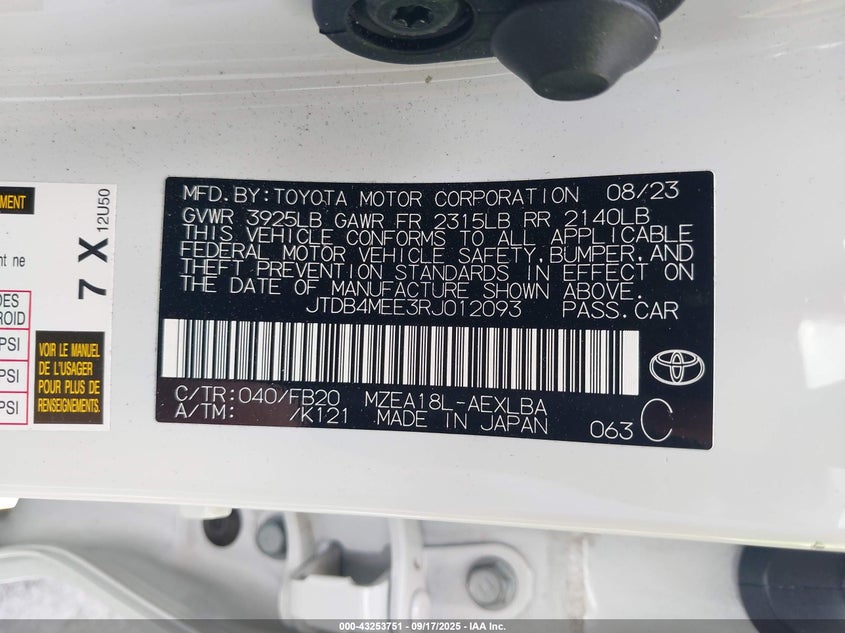 MFD. BY: TOYOTA MOTOR CORPORATION 08/23
GVWR 3925LB GAWR FR 2315LB RR 2140LB
THIS VEHICLE CONFORMS TO ALL APPLICABLE
FEDERAL MOTOR VEHICLE SAFETY, BUMPER, AND
THEFT PREVENTION STANDARDS IN EFFECT ON
THE DATE OF MANUFACTURE SHOWN ABOVE.
JTDB4MEE3RJ012093 PASS.CAR
C/TR: 040/FB20 MZEA18L-AEXLBA
A/TM: /K121 MADE IN JAPAN 063 C
7 X
12U50
PSI
PSI
PSI
VOIR LE MANUEL
DE L'USAGER
POUR PLUS DE
RENSEIGNEMENTS
000-43253751 — 09/17/2025 — IAA Inc.